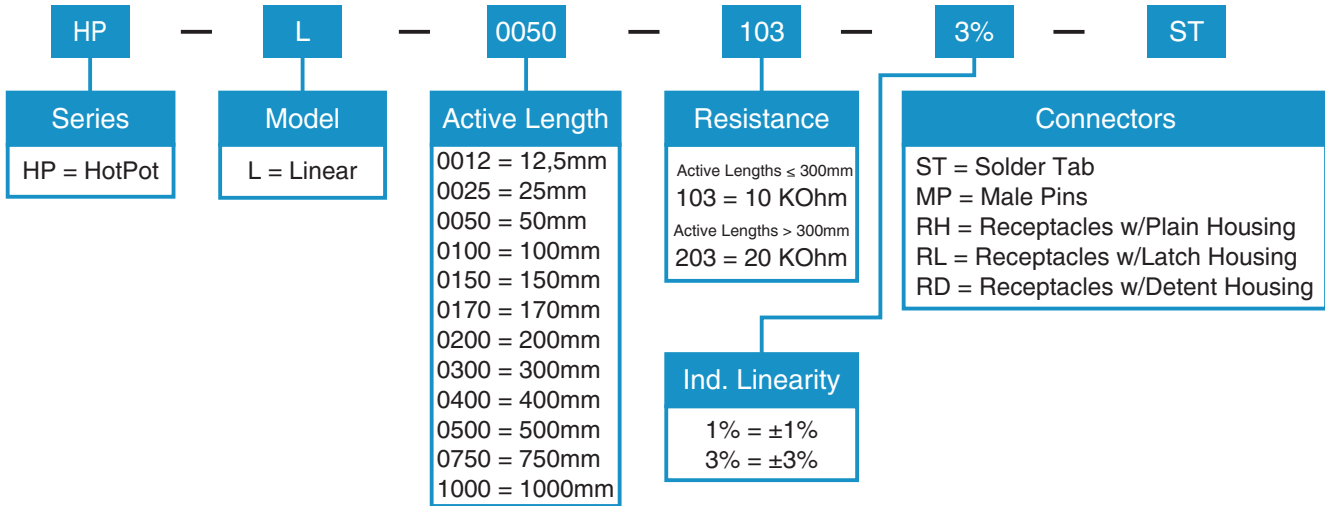 HP — L — 0050 — 103 — 3% — ST
Series
HP = HotPot
Model
L = Linear
Active Length
0012 = 12,5mm
0025 = 25mm
0050 = 50mm
0100 = 100mm
0150 = 150mm
0170 = 170mm
0200 = 200mm
0300 = 300mm
0400 = 400mm
0500 = 500mm
0750 = 750mm
1000 = 1000mm
Resistance
Active Lengths ≤ 300mm
103 = 10 KOhm
Active Lengths > 300mm
203 = 20 KOhm
Ind. Linearity
1% = ±1%
3% = ±3%
Connectors
ST = Solder Tab
MP = Male Pins
RH = Receptacles w/Plain Housing
RL = Receptacles w/Latch Housing
RD = Receptacles w/Detent Housing